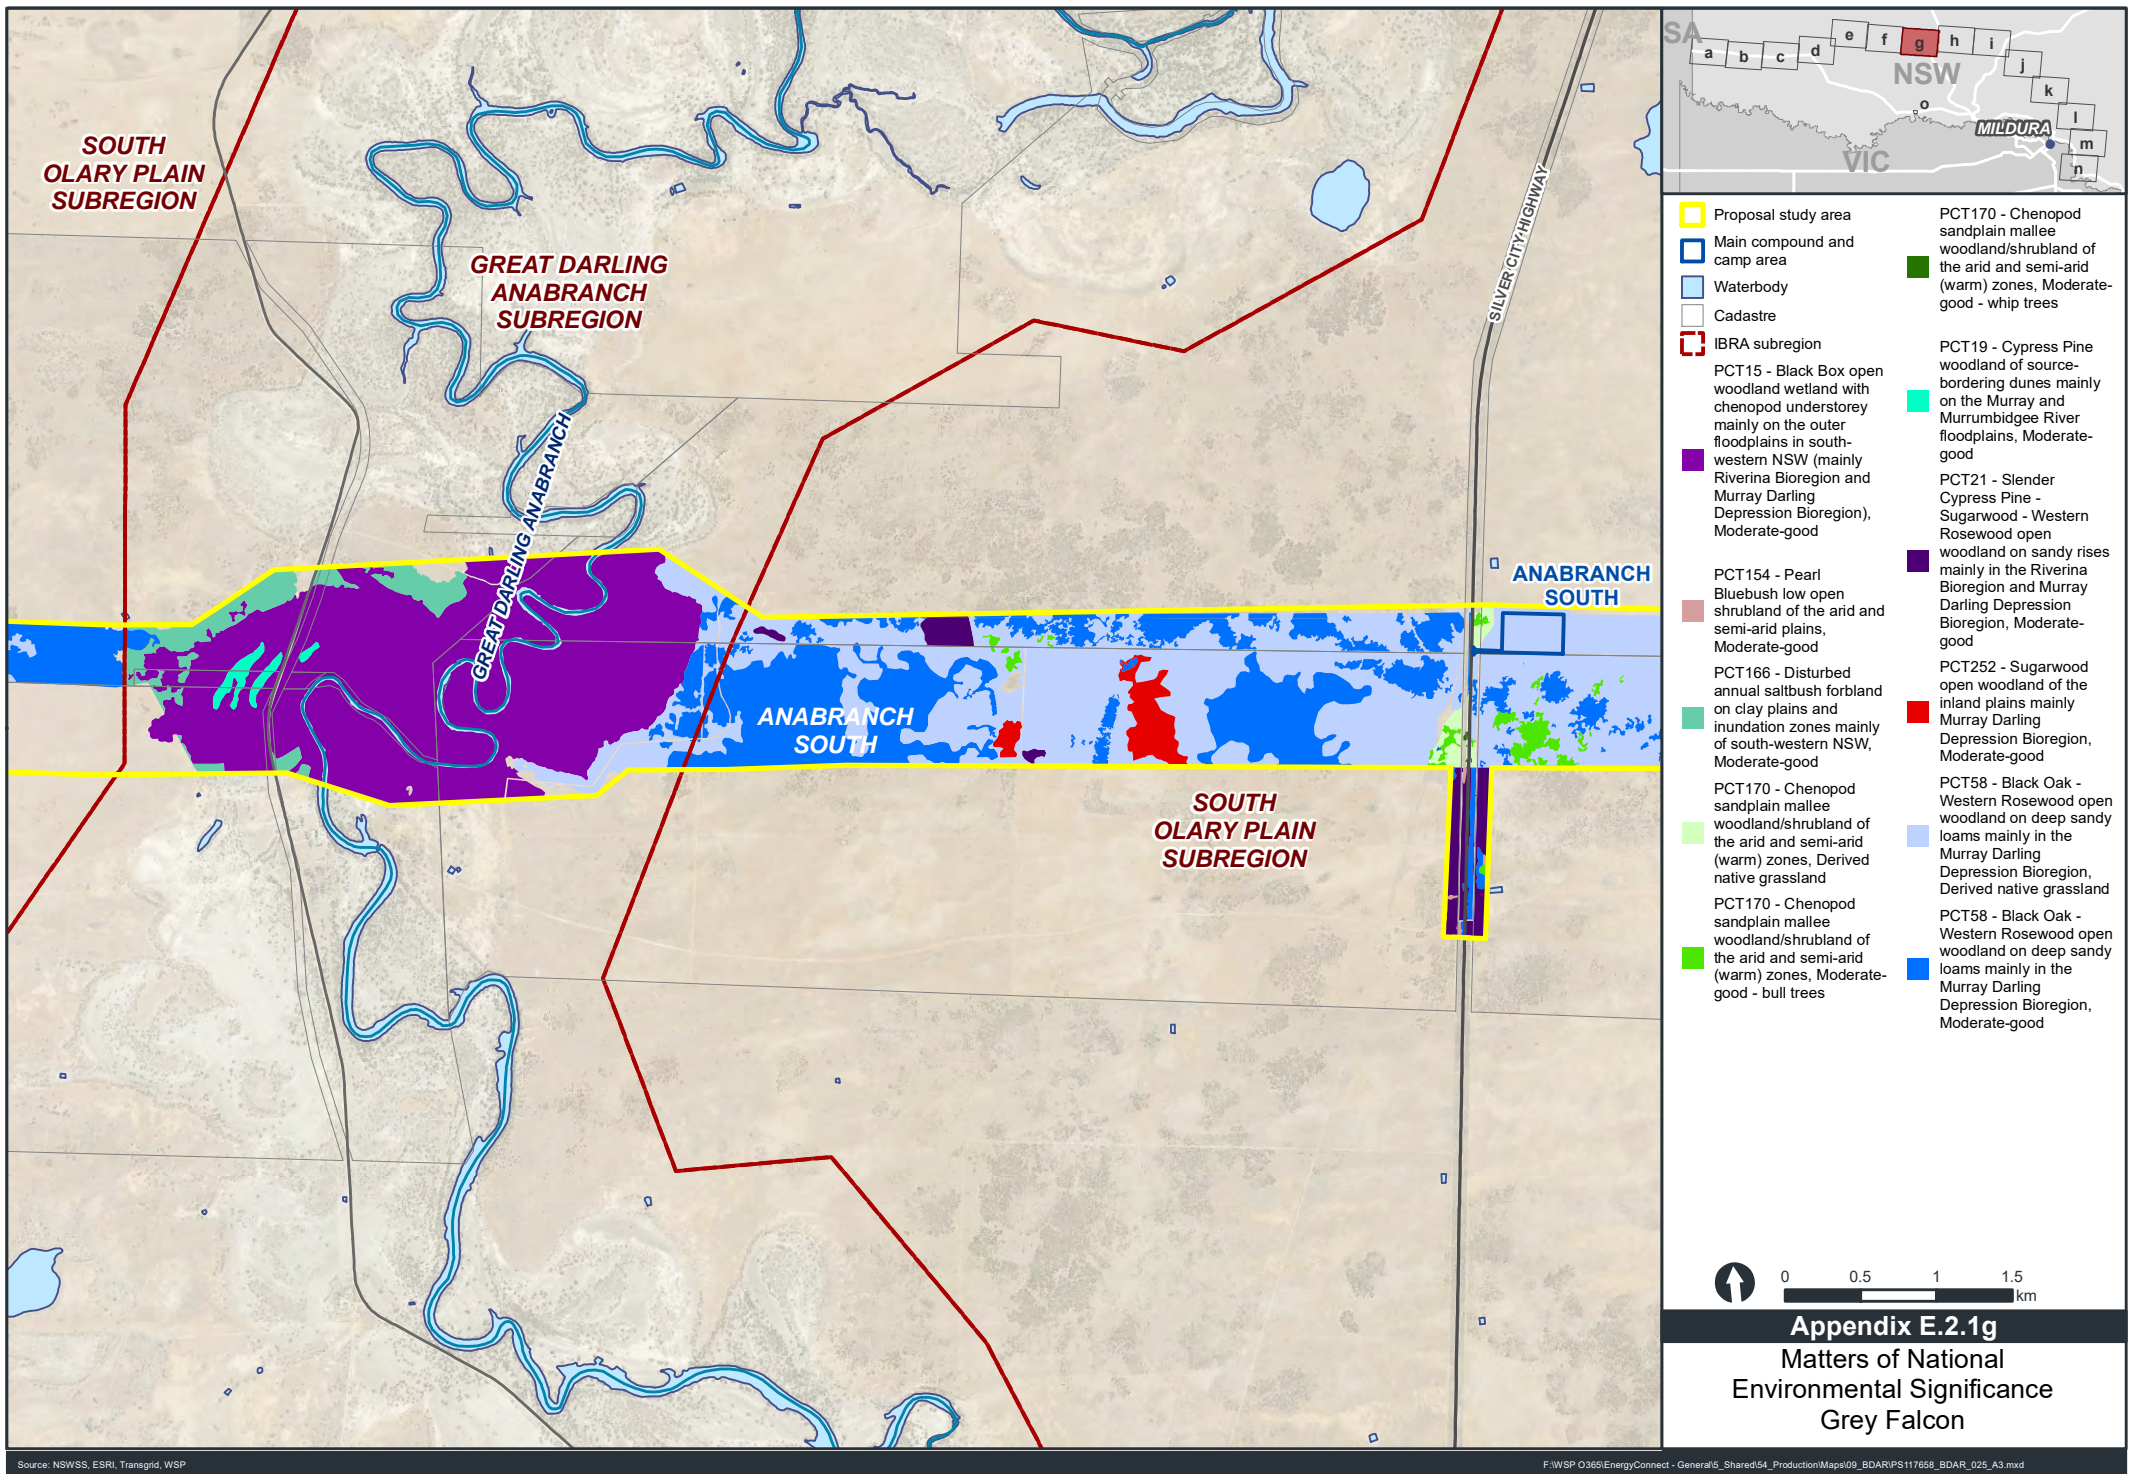 SOUTH
OLARY PLAIN
SUBREGION
GREAT DARLING
ANABRANCH
SUBREGION
GREAT DARLING ANABRANCH
SILVER CITY HIGHWAY
ANABRANCH
SOUTH
ANABRANCH
SOUTH
SOUTH
OLARY PLAIN
SUBREGION
SA
a
b
c
d
e
f
g
h
i
j
k
l
m
n
o
NSW
MILDURA
VIC
Proposal study area
Main compound and
camp area
Waterbody
Cadastre
IBRA subregion
PCT15 - Black Box open
woodland wetland with
chenopod understorey
mainly on the outer
floodplains in south-
western NSW (mainly
Riverina Bioregion and
Murray Darling
Depression Bioregion),
Moderate-good
PCT154 - Pearl
Bluebush low open
shrubland of the arid and
semi-arid plains,
Moderate-good
PCT166 - Disturbed
annual saltbush forbland
on clay plains and
inundation zones mainly
of south-western NSW,
Moderate-good
PCT170 - Chenopod
sandplain mallee
woodland/shrubland of
the arid and semi-arid
(warm) zones, Derived
native grassland
PCT170 - Chenopod
sandplain mallee
woodland/shrubland of
the arid and semi-arid
(warm) zones, Moderate-
good - bull trees
PCT170 - Chenopod
sandplain mallee
woodland/shrubland of
the arid and semi-arid
(warm) zones, Moderate-
good - whip trees
PCT19 - Cypress Pine
woodland of source-
bordering dunes mainly
on the Murray and
Murrumbidgee River
floodplains, Moderate-
good
PCT21 - Slender
Cypress Pine -
Sugarwood - Western
Rosewood open
woodland on sandy rises
mainly in the Riverina
Bioregion and Murray
Darling Depression
Bioregion, Moderate-
good
PCT252 - Sugarwood
open woodland of the
inland plains mainly
Murray Darling
Depression Bioregion,
Moderate-good
PCT58 - Black Oak -
Western Rosewood open
woodland on deep sandy
loams mainly in the
Murray Darling
Depression Bioregion,
Derived native grassland
PCT58 - Black Oak -
Western Rosewood open
woodland on deep sandy
loams mainly in the
Murray Darling
Depression Bioregion,
Moderate-good
0 0.5 1 1.5
km
Appendix E.2.1g
Matters of National
Environmental Significance
Grey Falcon
Source: NSWSS, ESRI, Transgrid, WSP
F:\WSP O365\EnergyConnect - General\5_Shared\54_Production\Maps\09_BDAR\PS117658_BDAR_025_A3.mxd